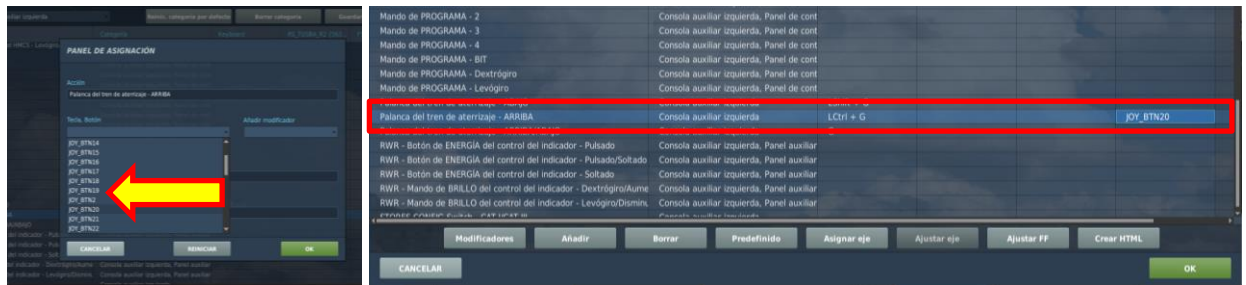 Reinic. categoría por defecto
Borrar categoría
PANEL DE ASIGNACIÓN
Acción
Palanca del tren de aterrizaje - ARRIBA
Tecla, Botón
Añadir modificador
JOY_BTN14
JOY_BTN15
JOY_BTN16
JOY_BTN17
JOY_BTN18
JOY_BTN19
JOY_BTN2
JOY_BTN20
JOY_BTN21
JOY_BTN22
CANCELAR REINICIAR OK
Mando de PROGRAMA - 2 Consola auxiliar izquierda, Panel de cont
Mando de PROGRAMA - 3 Consola auxiliar izquierda, Panel de cont
Mando de PROGRAMA - 4 Consola auxiliar izquierda, Panel de cont
Mando de PROGRAMA - BIT Consola auxiliar izquierda, Panel de cont
Mando de PROGRAMA - Dextrógiro Consola auxiliar izquierda, Panel de cont
Mando de PROGRAMA - Levógiro Consola auxiliar izquierda, Panel de cont
Palanca del tren de aterrizaje - ARRIBA Consola auxiliar izquierda LCtrl + G JOY_BTN20
RWR - Botón de ENERGÍA del control del indicador - Pulsado Consola auxiliar izquierda, Panel auxiliar
RWR - Botón de ENERGÍA del control del indicador - Pulsado/Soltado Consola auxiliar izquierda, Panel auxiliar
RWR - Botón de ENERGÍA del control del indicador - Soltado Consola auxiliar izquierda, Panel auxiliar
RWR - Mando de BRILLO del control del indicador - Dextrógiro/Aume Consola auxiliar izquierda, Panel auxiliar
RWR - Mando de BRILLO del control del indicador - Levógiro/Disminu Consola auxiliar izquierda, Panel auxiliar
Modificadores Añadir Borrar Predefinido Asignar eje Ajustar eje Ajustar FF Crear HTML
CANCELAR OK